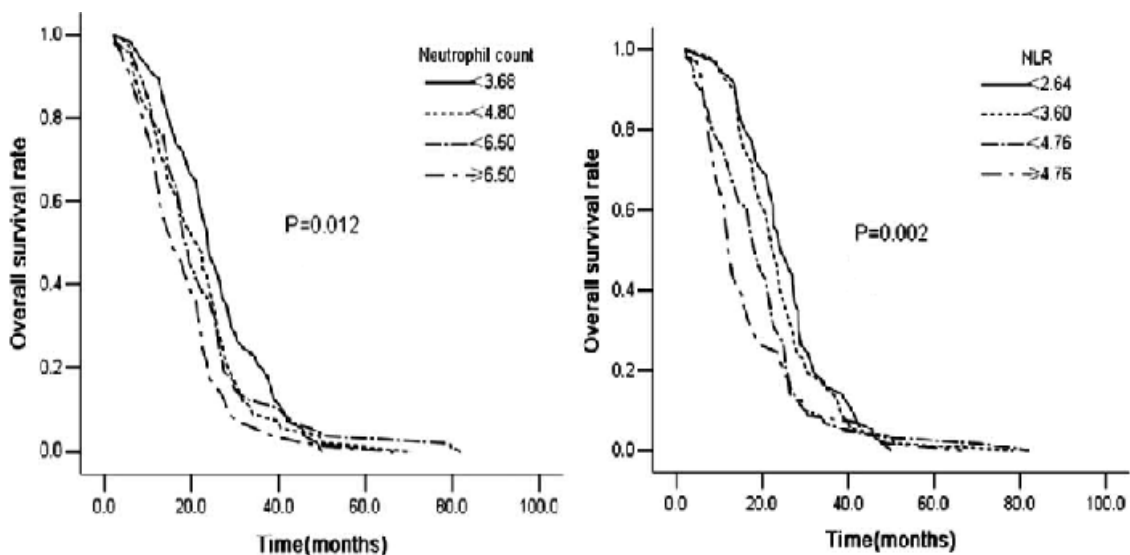 1.0
0.8
0.6
0.4
0.2
0.0
Overall survival rate
Neutrophil count
<3.68
<4.80
<6.50
≥6.50
P=0.012
0.0 20.0 40.0 60.0 80.0 100.0
Time(months)
1.0
0.8
0.6
0.4
0.2
0.0
Overall survival rate
NLR
<2.64
<3.60
<4.76
≥4.76
P=0.002
0.0 20.0 40.0 60.0 80.0 100.0
Time(months)